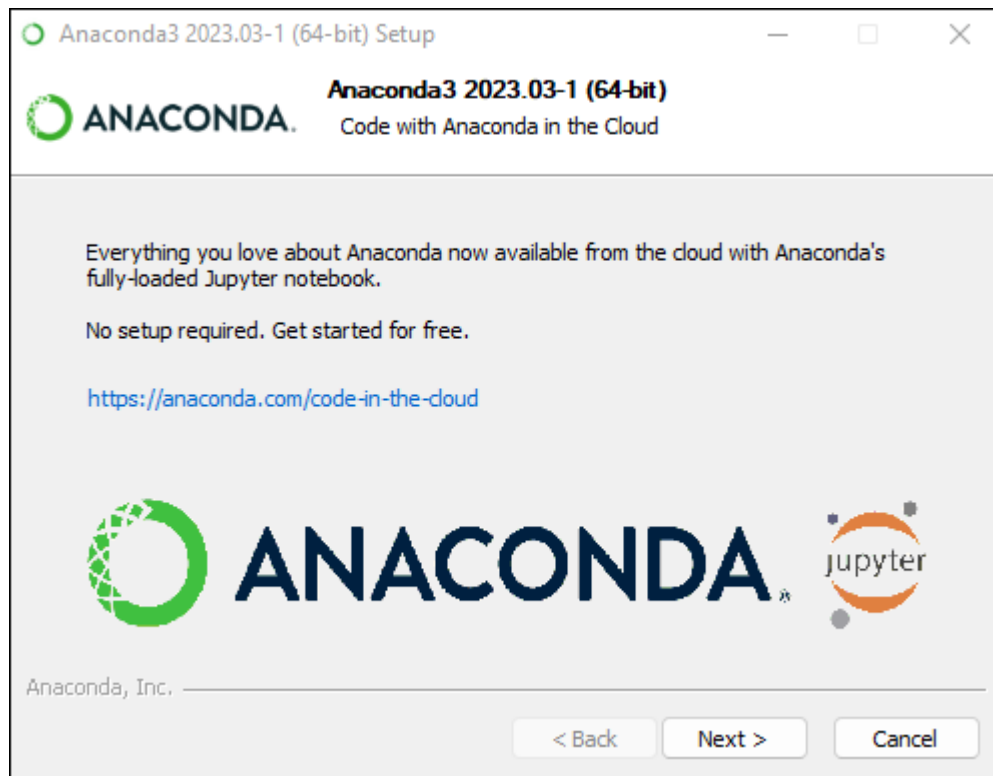 Anaconda3 2023.03-1 (64-bit) Setup
ANACONDA.
Anaconda3 2023.03-1 (64-bit)
Code with Anaconda in the Cloud
Everything you love about Anaconda now available from the cloud with Anaconda's
fully-loaded Jupyter notebook.
No setup required. Get started for free.
https://anaconda.com/code-in-the-cloud
ANACONDA.®
jupyter
Anaconda, Inc.
< Back
Next >
Cancel